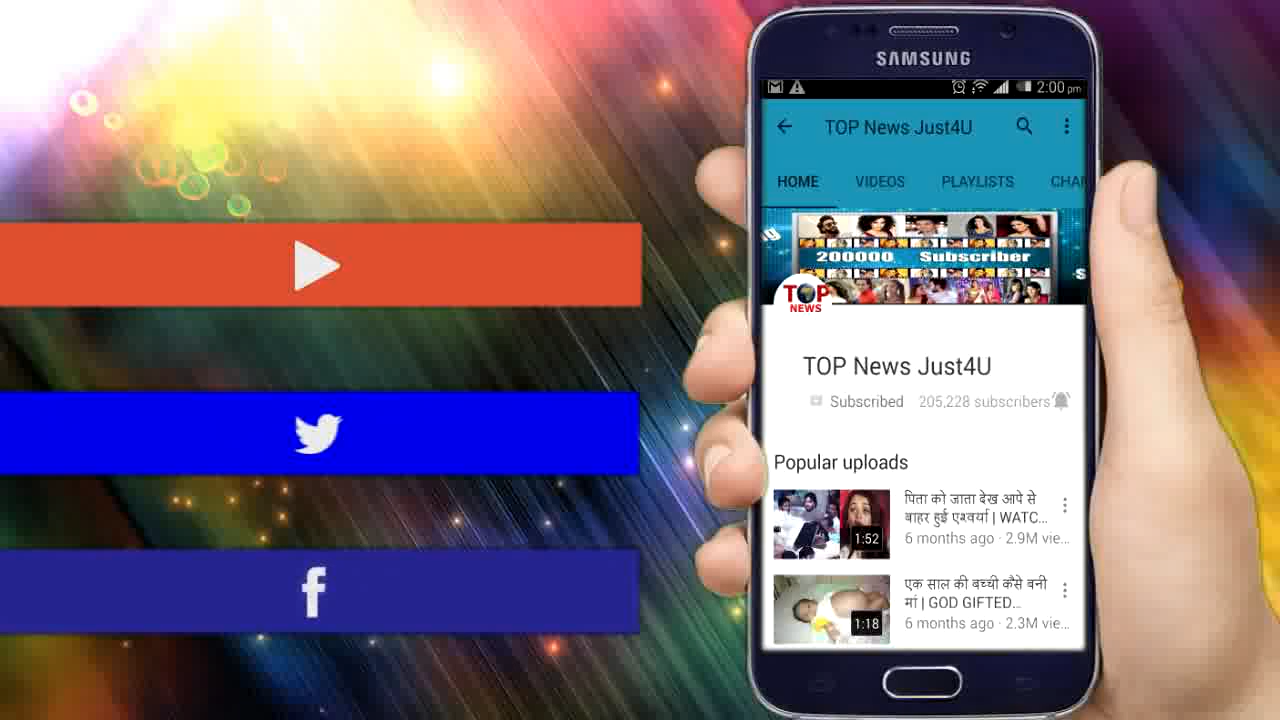 SAMSUNG
2:00 pm
TOP News Just4U
HOME VIDEOS PLAYLISTS CHA
200000 Subscriber
TOP
NEWS
TOP News Just4U
Subscribed 205,228 subscribers
Popular uploads
पिता को जाता देख आपे से
बाहर हुई एश्वर्या | WATC...
6 months ago · 2.9M vie...
1:52
एक साल की बच्ची कैसे बनी
मां | GOD GIFTED...
6 months ago · 2.3M vie...
1:18